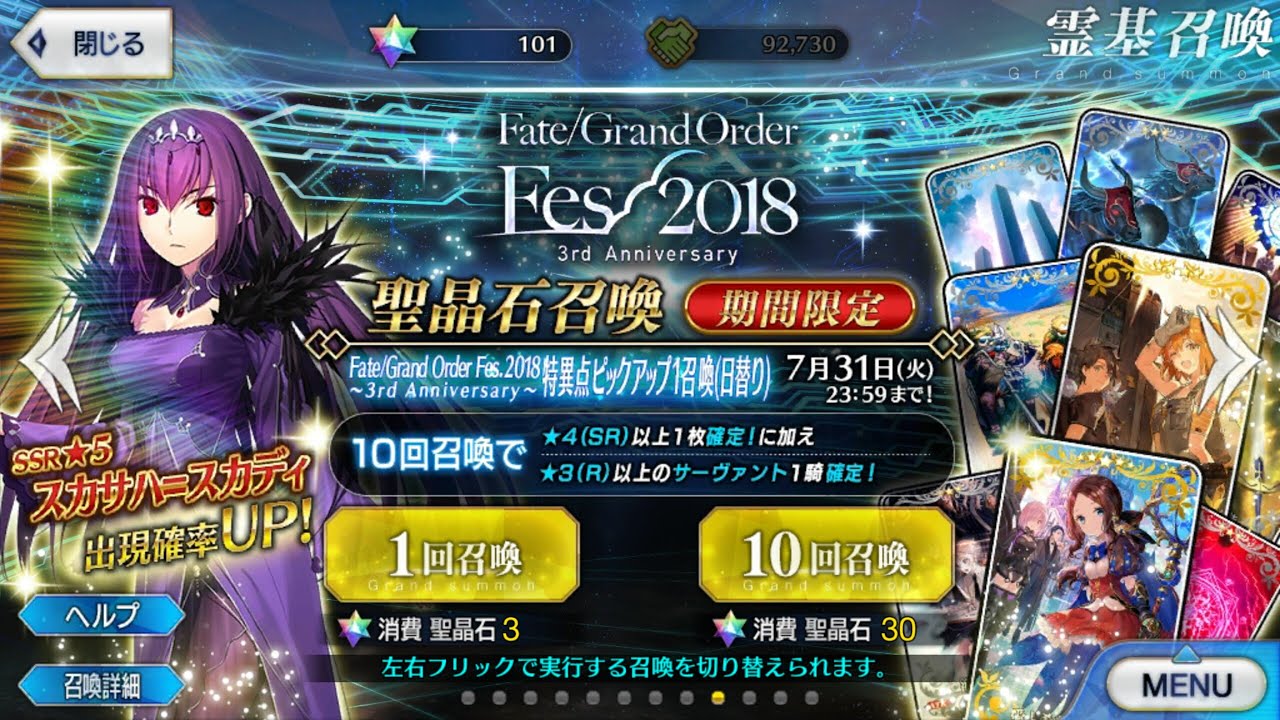 閉じる
101
92,730
霊基召喚
Grand summon
Fate/Grand Order
Fes. 2018
3rd Anniversary
聖晶石召喚
期間限定
Fate/Grand Order Fes. 2018
～3rd Anniversary～
特異点ピックアップ1召喚(日替り)
7月31日(火)
23:59まで!
10回召喚で
★4(SR)以上1枚確定!に加え
★3(R)以上のサーヴァント1騎確定!
SSR★5
スカサハ=スカディ
出現確率UP!
1回召喚
Grand summon
10回召喚
Grand summon
消費 聖晶石 3
消費 聖晶石 30
ヘルプ
召喚詳細
左右フリックで実行する召喚を切り替えられます。
MENU